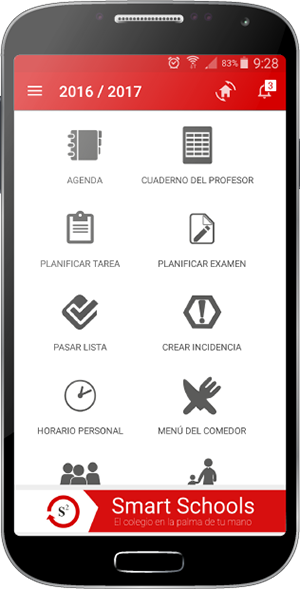 83% 9:28
2016 / 2017
3
AGENDA CUADERNO DEL PROFESOR
PLANIFICAR TAREA PLANIFICAR EXAMEN
PASAR LISTA CREAR INCIDENCIA
HORARIO PERSONAL MENÚ DEL COMEDOR
S²
Smart Schools
El colegio en la palma de tu mano